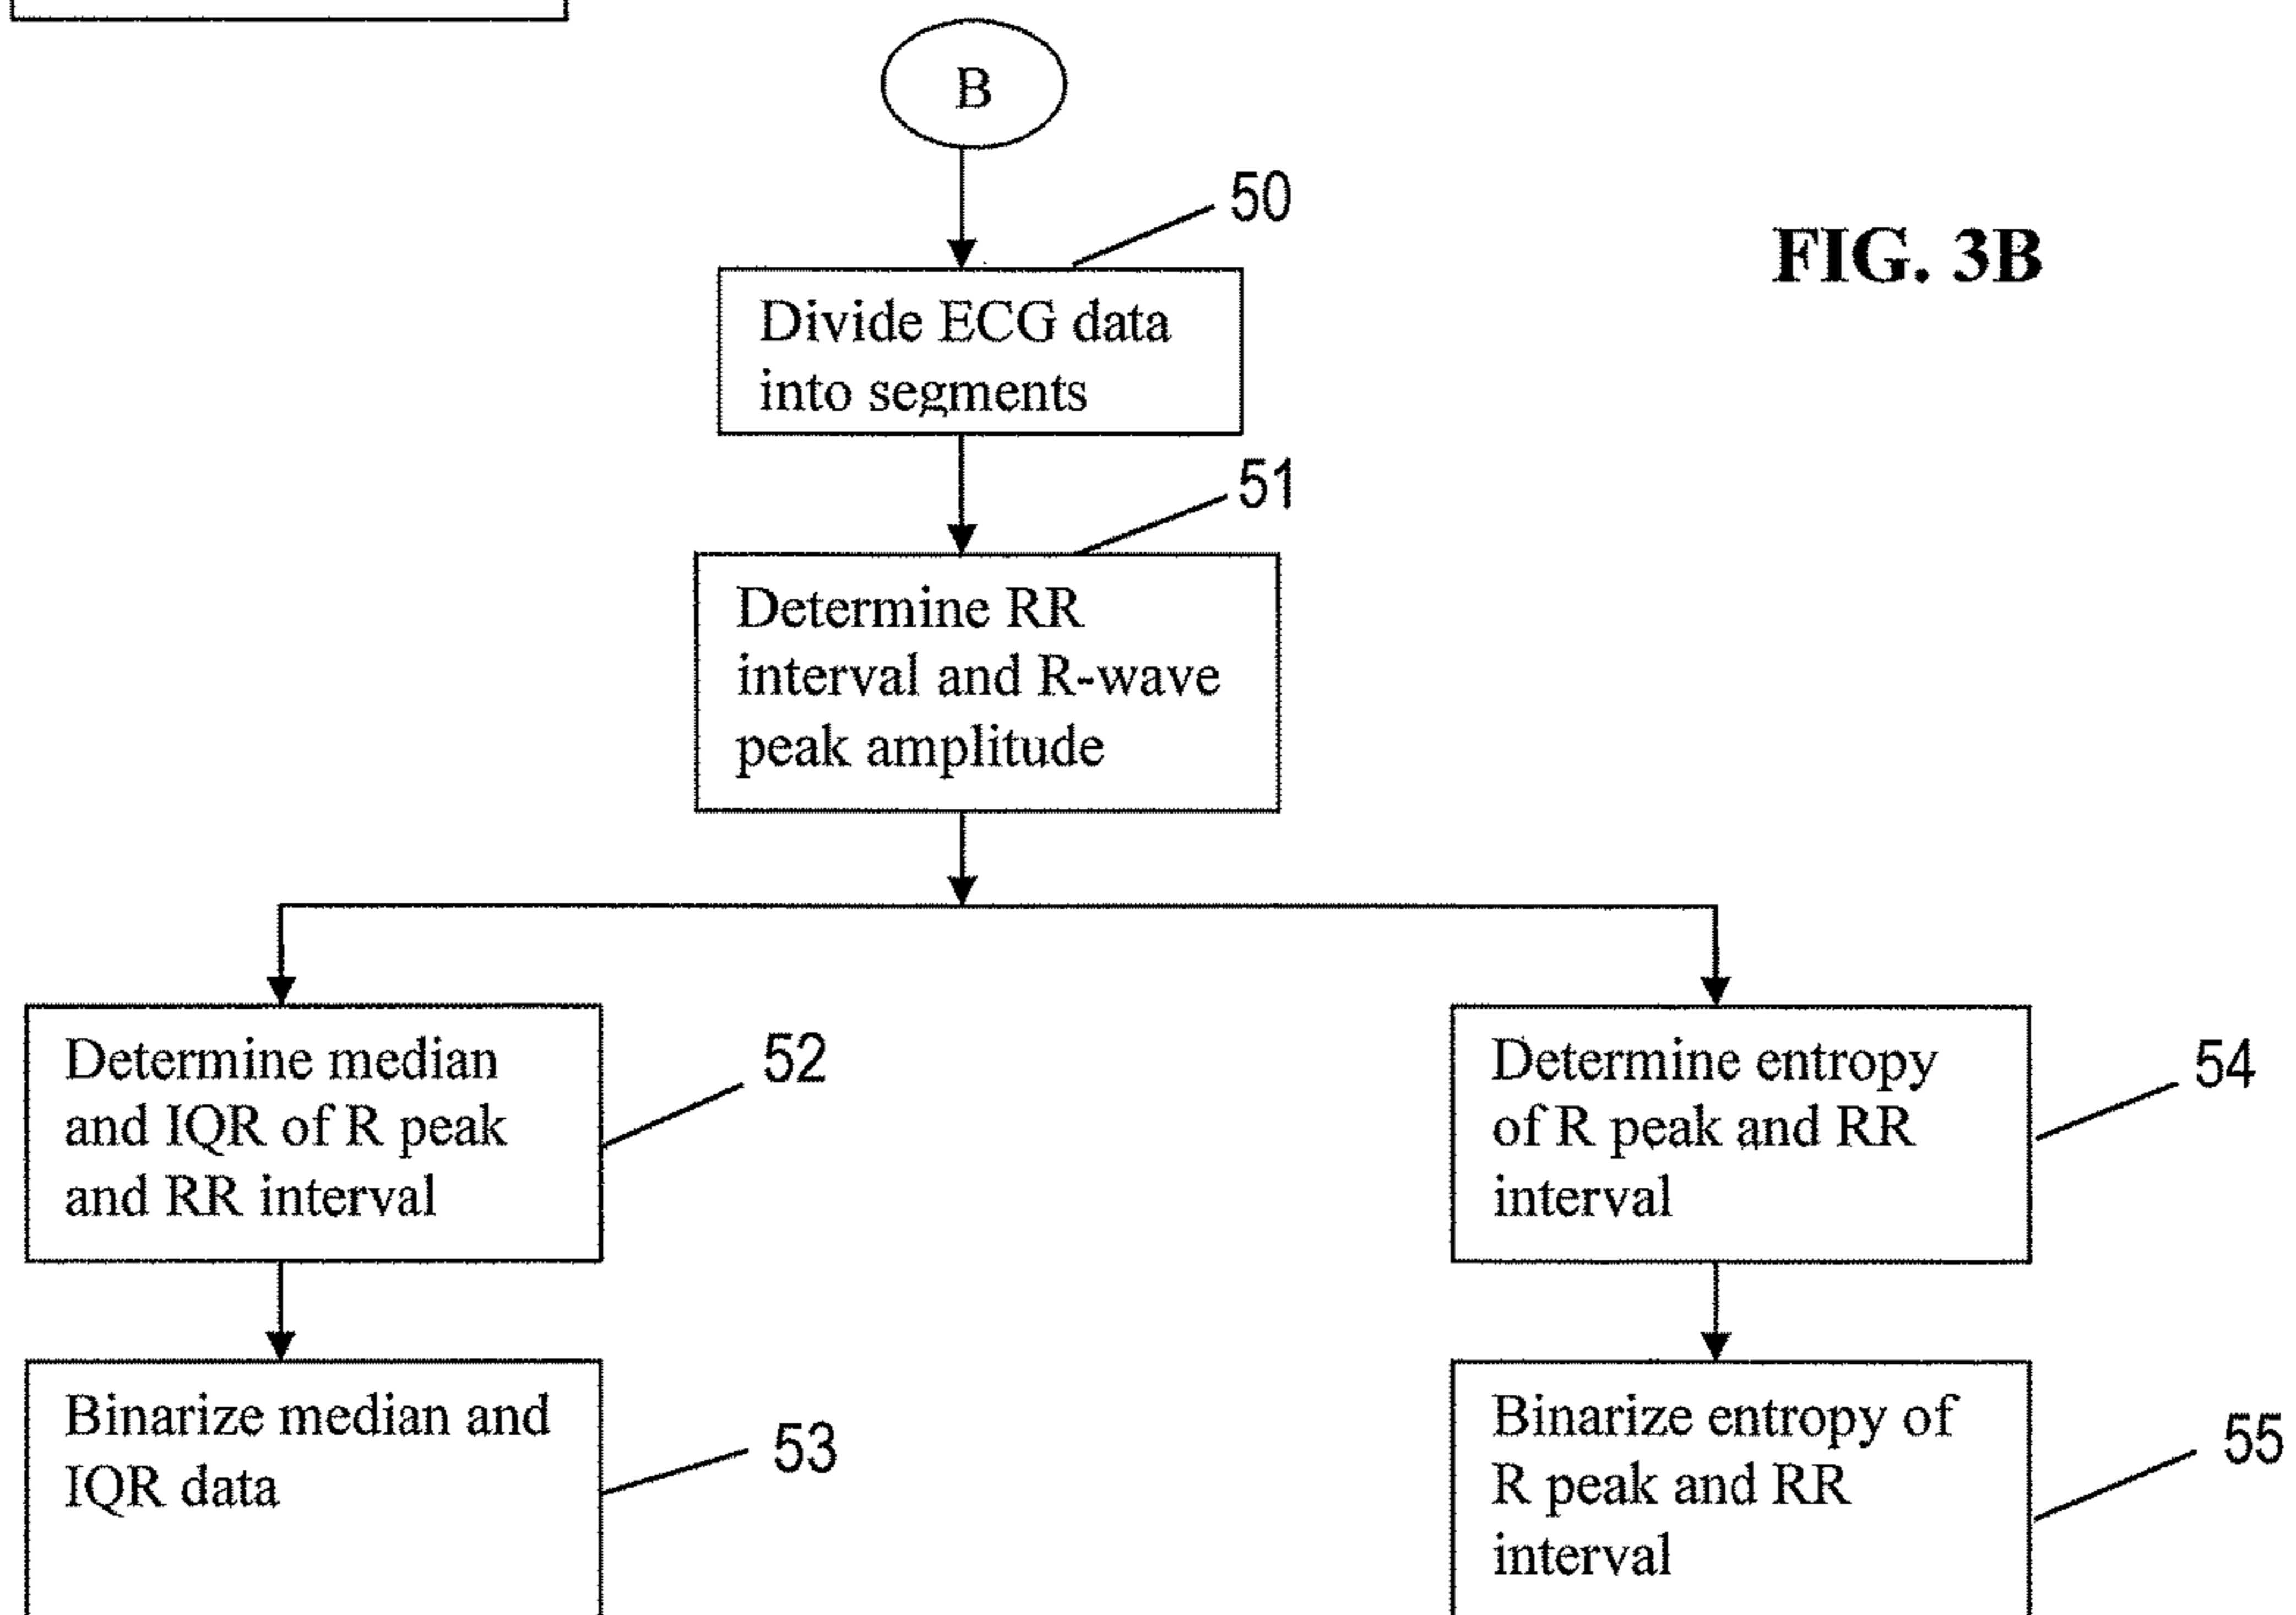 B
50
FIG. 3B
Divide ECG data
into segments
51
Determine RR
interval and R-wave
peak amplitude
Determine median
and IQR of R peak
and RR interval
52
Determine entropy
of R peak and RR
interval
54
Binarize median and
IQR data
53
Binarize entropy of
R peak and RR
interval
55